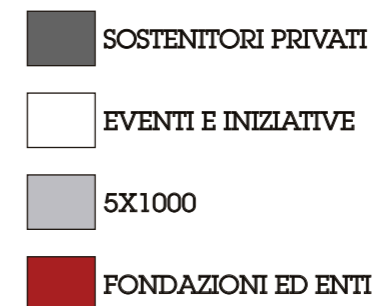 SOSTENITORI PRIVATI
EVENTI E INIZIATIVE
5X1000
FONDAZIONI ED ENTI